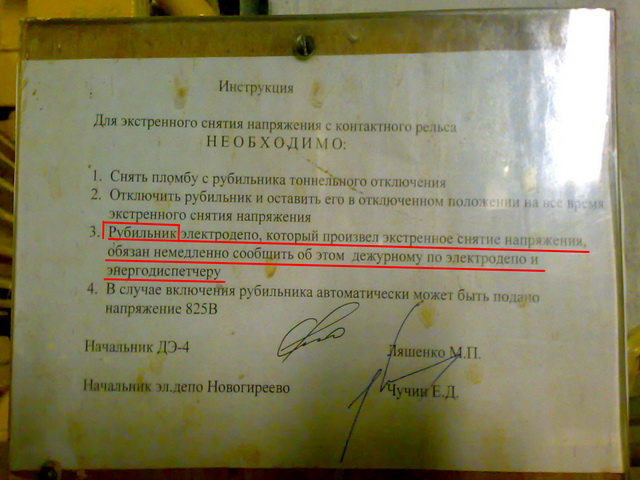 Инструкция
Для экстренного снятия напряжения с контактного рельса
НЕОБХОДИМО:
1. Снять пломбу с рубильника тоннельного отключения
2. Отключить рубильник и оставить его в отключенном положении на все время
экстренного снятия напряжения
3. Рубильник электродепо, который произвел экстренное снятие напряжения,
обязан немедленно сообщить об этом дежурному по электродепо и
энергодиспетчеру
4. В случае включения рубильника автоматически может быть подано
напряжение 825В
Начальник ДЭ-4 Ляшенко М.П.
Начальник эл.депо Новогиреево Чучин Е.Д.